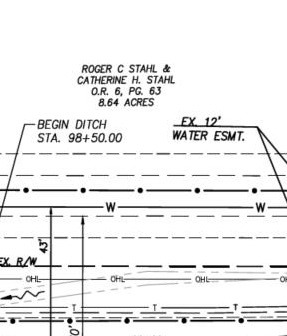 ROGER C STAHL &
CATHERINE H. STAHL
O.R. 6, PG. 63
8.64 ACRES
BEGIN DITCH
STA. 98+50.00
EX. 12'
WATER ESMT.
W W
43'
EX. R/W
OHL OHL OHL
T T T